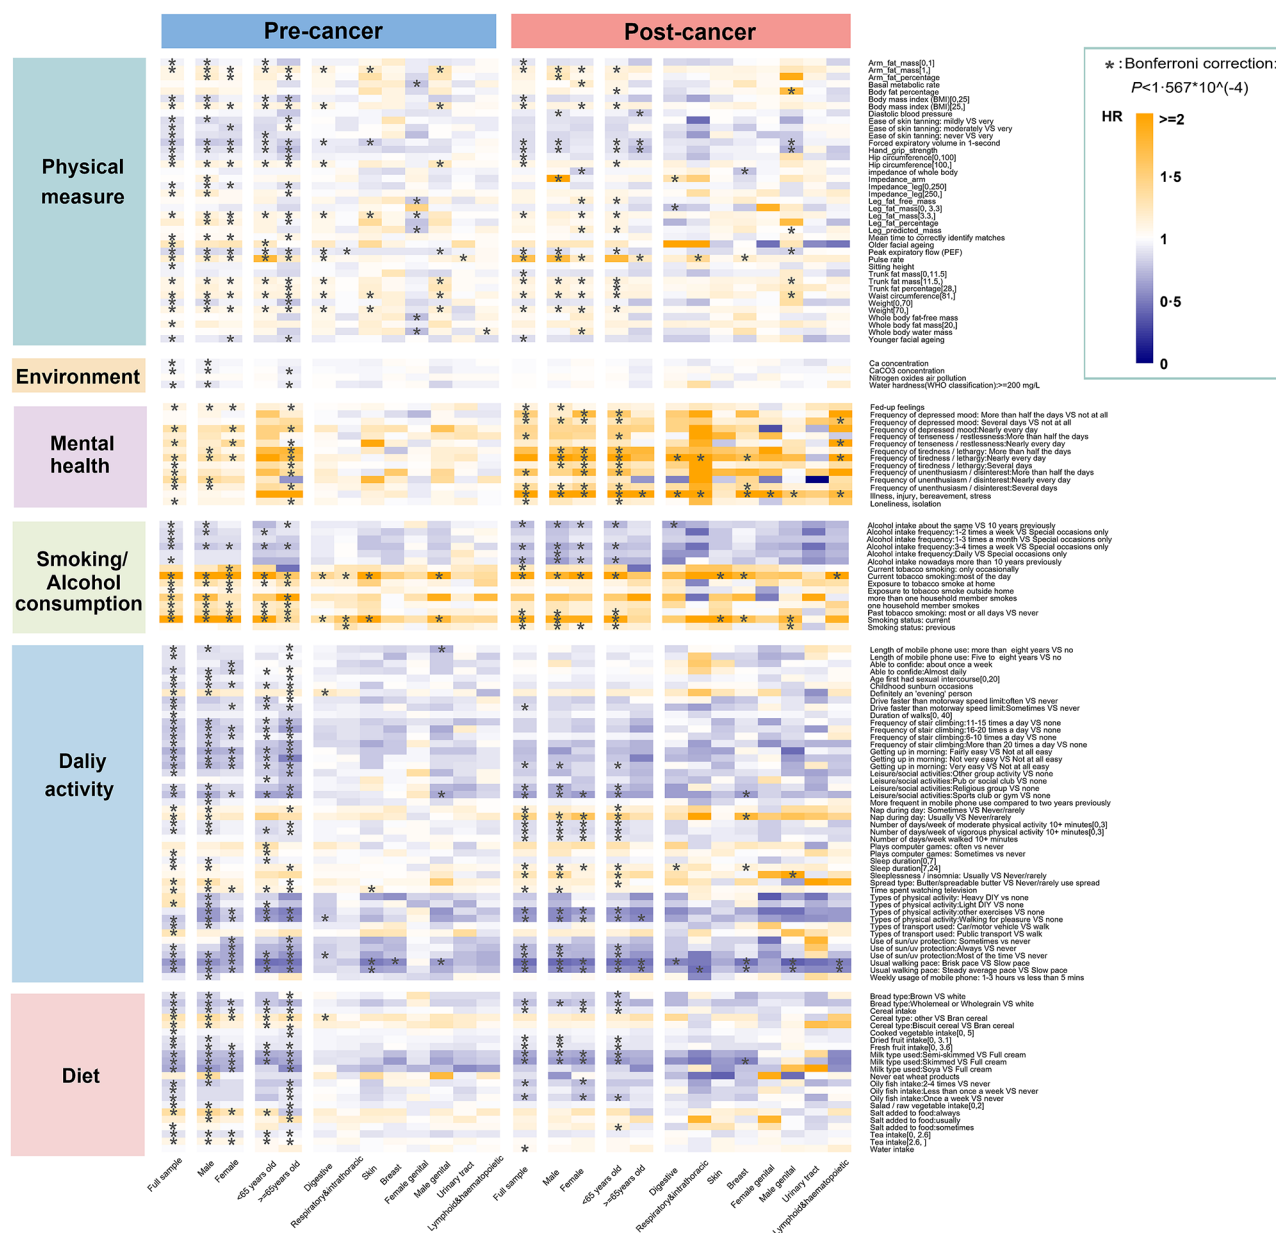 Pre-cancer
Post-cancer
* :Bonferroni correction:
P<1·567*10^(-4)
HR
>=2
1·5
1
0·5
0
Physical
measure
Arm_fat_mass[0,1]
Arm_fat_mass[1,]
Arm_fat_percentage
Basal metabolic rate
Body fat percentage
Body mass index (BMI)[0,25]
Body mass index (BMI)[25,]
Diastolic blood pressure
Ease of skin tanning: mildly VS very
Ease of skin tanning: moderately VS very
Ease of skin tanning: never VS very
Forced expiratory volume in 1-second
Hand_grip_strength
Hip circumference[0,100]
Hip circumference[100,]
impedance of whole body
Impedance_arm
Impedance_leg[0,250]
Impedance_leg[250,]
Leg_fat_free_mass
Leg_fat_mass[0, 3.3]
Leg_fat_mass[3.3,]
Leg_fat_percentage
Leg_predicted_mass
Mean time to correctly identify matches
Older facial ageing
Peak expiratory flow (PEF)
Pulse rate
Sitting height
Trunk fat mass[0,11.5]
Trunk fat mass[11.5,]
Trunk fat percentage[28,]
Waist circumference[81,]
Weight[0,70]
Weight[70,]
Whole body fat-free mass
Whole body fat mass[20,]
Whole body water mass
Younger facial ageing
Environment
Ca concentration
CaCO3 concentration
Nitrogen oxides air pollution
Water hardness(WHO classification):>=200 mg/L
Mental
health
Fed-up feelings
Frequency of depressed mood: More than half the days VS not at all
Frequency of depressed mood: Several days VS not at all
Frequency of depressed mood:Nearly every day
Frequency of tenseness / restlessness:More than half the days
Frequency of tenseness / restlessness:Nearly every day
Frequency of tiredness / lethargy: More than half the days
Frequency of tiredness / lethargy:Nearly every day
Frequency of tiredness / lethargy:Several days
Frequency of unenthusiasm / disinterest:More than half the days
Frequency of unenthusiasm / disinterest:Nearly every day
Frequency of unenthusiasm / disinterest:Several days
Illness, injury, bereavement, stress
Loneliness, isolation
Smoking/
Alcohol
consumption
Alcohol intake about the same VS 10 years previously
Alcohol intake frequency:1-2 times a week VS Special occasions only
Alcohol intake frequency:1-3 times a month VS Special occasions only
Alcohol intake frequency:3-4 times a week VS Special occasions only
Alcohol intake frequency:Daily VS Special occasions only
Alcohol intake nowadays more than 10 years previously
Current tobacco smoking: only occasionally
Current tobacco smoking:most of the day
Exposure to tobacco smoke at home
Exposure to tobacco smoke outside home
more than one household member smokes
one household member smokes
Past tobacco smoking: most or all days VS never
Smoking status: current
Smoking status: previous
Daliy
activity
Length of mobile phone use: more than eight years VS no
Length of mobile phone use: Five to eight years VS no
Able to confide: about once a week
Able to confide:Almost daily
Age first had sexual intercourse[0,20]
Childhood sunburn occasions
Definitely an 'evening' person
Drive faster than motorway speed limit:often VS never
Drive faster than motorway speed limit:Sometimes VS never
Duration of walks[0, 40]
Frequency of stair climbing:11-15 times a day VS none
Frequency of stair climbing:16-20 times a day VS none
Frequency of stair climbing:6-10 times a day VS none
Frequency of stair climbing:More than 20 times a day VS none
Getting up in morning: Fairly easy VS Not at all easy
Getting up in morning: Not very easy VS Not at all easy
Getting up in morning: Very easy VS Not at all easy
Leisure/social activities:Other group activity VS none
Leisure/social activities:Pub or social club VS none
Leisure/social activities:Religious group VS none
Leisure/social activities:Sports club or gym VS none
More frequent in mobile phone use compared to two years previously
Nap during day: Sometimes VS Never/rarely
Nap during day: Usually VS Never/rarely
Number of days/week of moderate physical activity 10+ minutes[0,3]
Number of days/week of vigorous physical activity 10+ minutes[0,3]
Number of days/week walked 10+ minutes
Plays computer games: often vs never
Plays computer games: Sometimes vs never
Sleep duration[0,7]
Sleep duration[7,24]
Sleeplessness / insomnia: Usually VS Never/rarely
Spread type: Butter/spreadable butter VS Never/rarely use spread
Time spent watching television
Types of physical activity: Heavy DIY vs none
Types of physical activity:Light DIY VS none
Types of physical activity:other exercises VS none
Types of physical activity:Walking for pleasure VS none
Types of transport used: Car/motor vehicle VS walk
Types of transport used: Public transport VS walk
Use of sun/uv protection: Sometimes vs never
Use of sun/uv protection:Always VS never
Use of sun/uv protection:Most of the time VS never
Usual walking pace: Brisk pace VS Slow pace
Usual walking pace: Steady average pace VS Slow pace
Weekly usage of mobile phone: 1-3 hours vs less than 5 mins
Diet
Bread type:Brown VS white
Bread type:Wholemeal or Wholegrain VS white
Cereal intake
Cereal type: other VS Bran cereal
Cereal type:Biscuit cereal VS Bran cereal
Cooked vegetable intake[0, 5]
Dried fruit intake[0, 3.1]
Fresh fruit intake[0, 3.6]
Milk type used:Semi-skimmed VS Full cream
Milk type used:Skimmed VS Full cream
Milk type used:Soya VS Full cream
Never eat wheat products
Oily fish intake:2-4 times VS never
Oily fish intake:Less than once a week VS never
Oily fish intake:Once a week VS never
Salad / raw vegetable intake[0,2]
Salt added to food:always
Salt added to food:usually
Salt added to food:sometimes
Tea intake[0, 2.6]
Tea intake[2.6, ]
Water intake
Full sample
Male
Female
<65 years old
>=65years old
Digestive
Respiratory&intrathoracic
Skin
Breast
Female genital
Male genital
Urinary tract
Lymphoid&haematopoietic
Full sample
Male
Female
<65 years old
>=65years old
Digestive
Respiratory&intrathoracic
Skin
Breast
Female genital
Male genital
Urinary tract
Lymphoid&haematopoietic